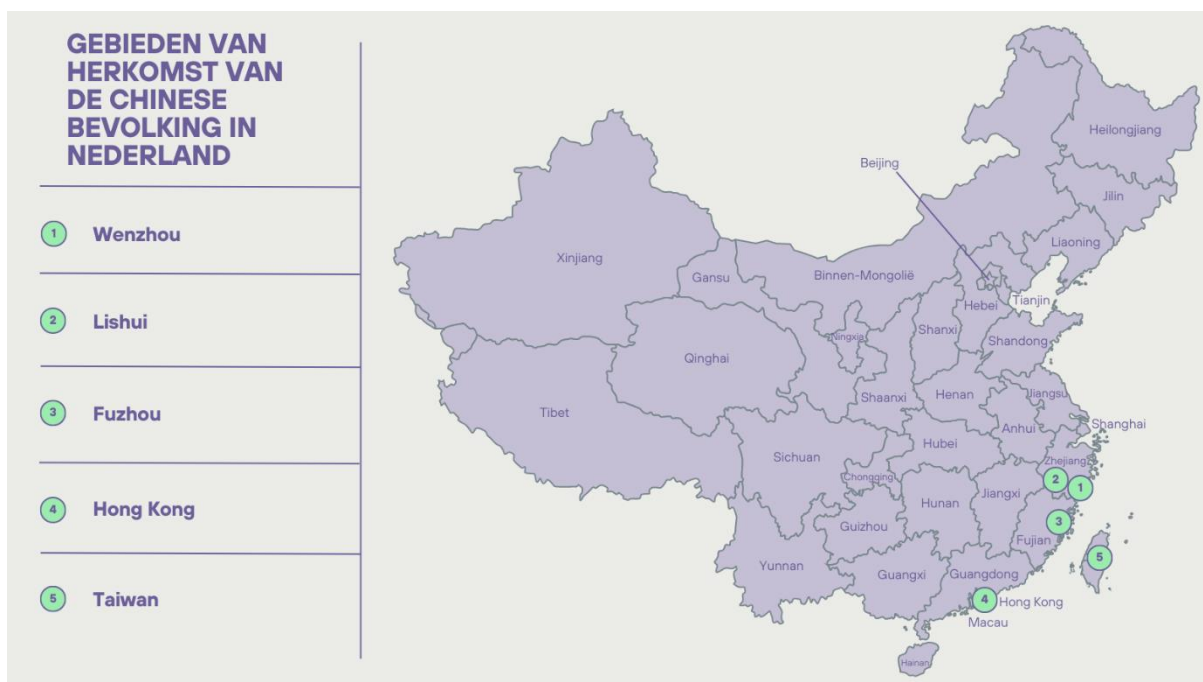 GEBIEDEN VAN
HERKOMST VAN
DE CHINESE
BEVOLKING IN
NEDERLAND
1 Wenzhou
2 Lishui
3 Fuzhou
4 Hong Kong
5 Taiwan
Heilongjiang
Beijing
Jilin
Liaoning
Xinjiang
Gansu
Binnen-Mongolië
Hebei
Tianjin
Ningxia
Shanxi
Shandong
Qinghai
Shaanxi
Henan
Jiangsu
Tibet
Anhui
Shanghai
Hubei
Sichuan
Zhejiang
Chongqing
2
1
Jiangxi
Hunan
Guizhou
3
Fujian
5
Yunnan
Guangxi
Guangdong
4
Hong Kong
Macau
Hainan